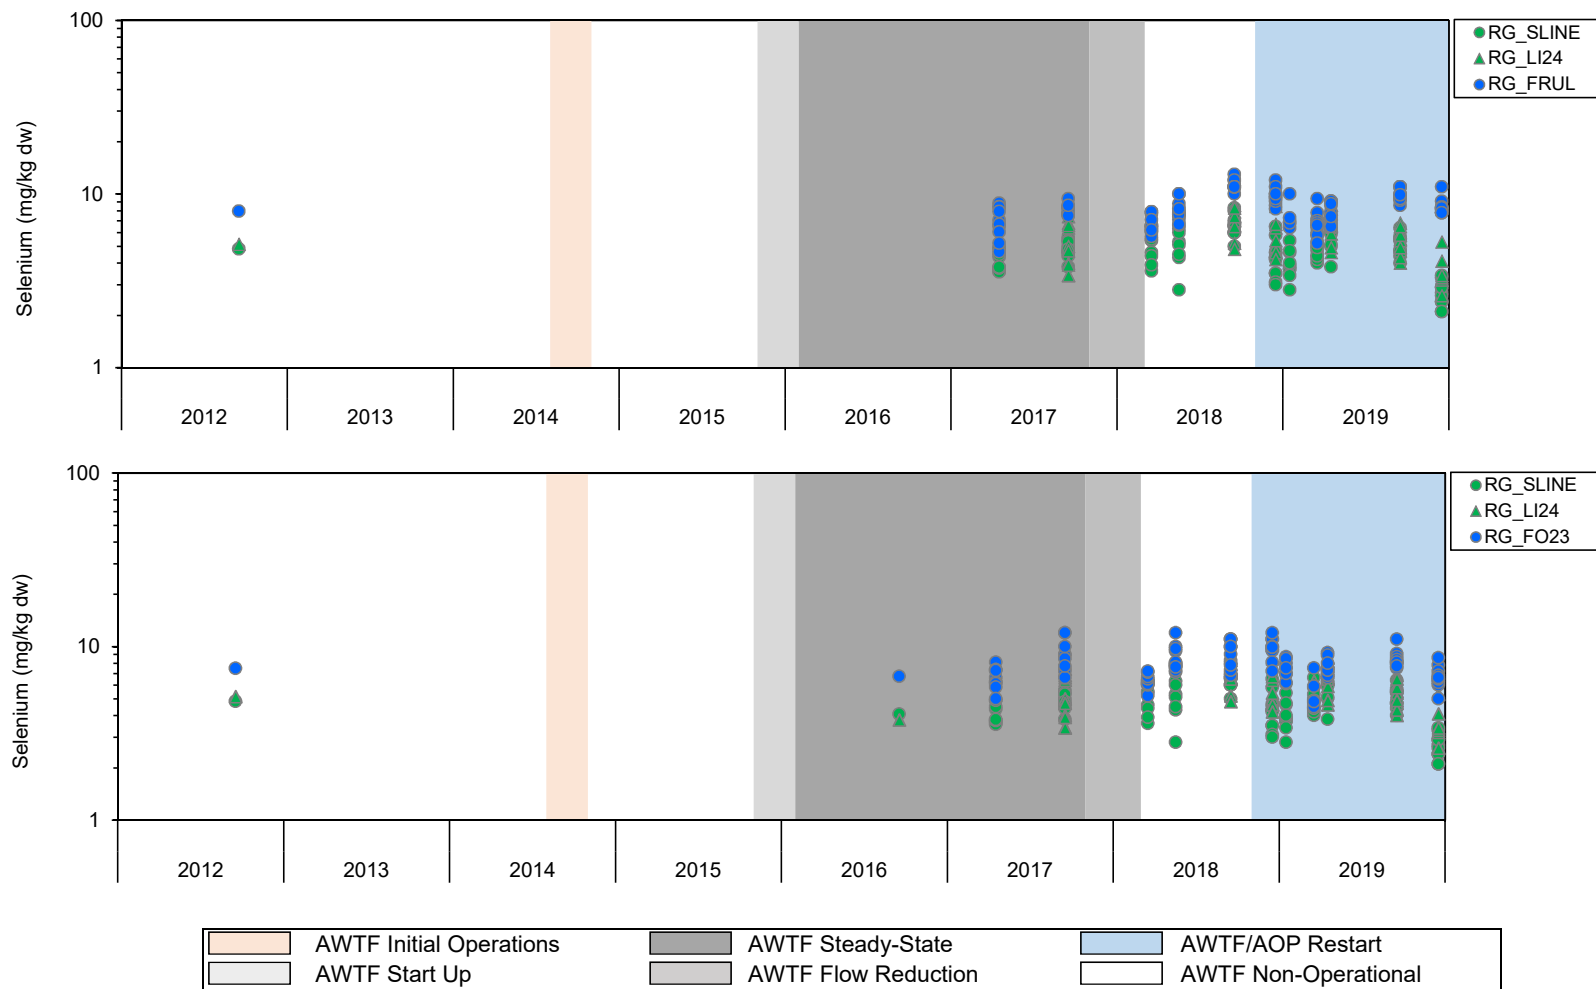 100
10
1
Selenium (mg/kg dw)
2012 2013 2014 2015 2016 2017 2018 2019
RG_SLINE
RG_LI24
RG_FRUL
100
10
1
Selenium (mg/kg dw)
2012 2013 2014 2015 2016 2017 2018 2019
RG_SLINE
RG_LI24
RG_FO23
AWTF Initial Operations AWTF Steady-State AWTF/AOP Restart
AWTF Start Up AWTF Flow Reduction AWTF Non-Operational